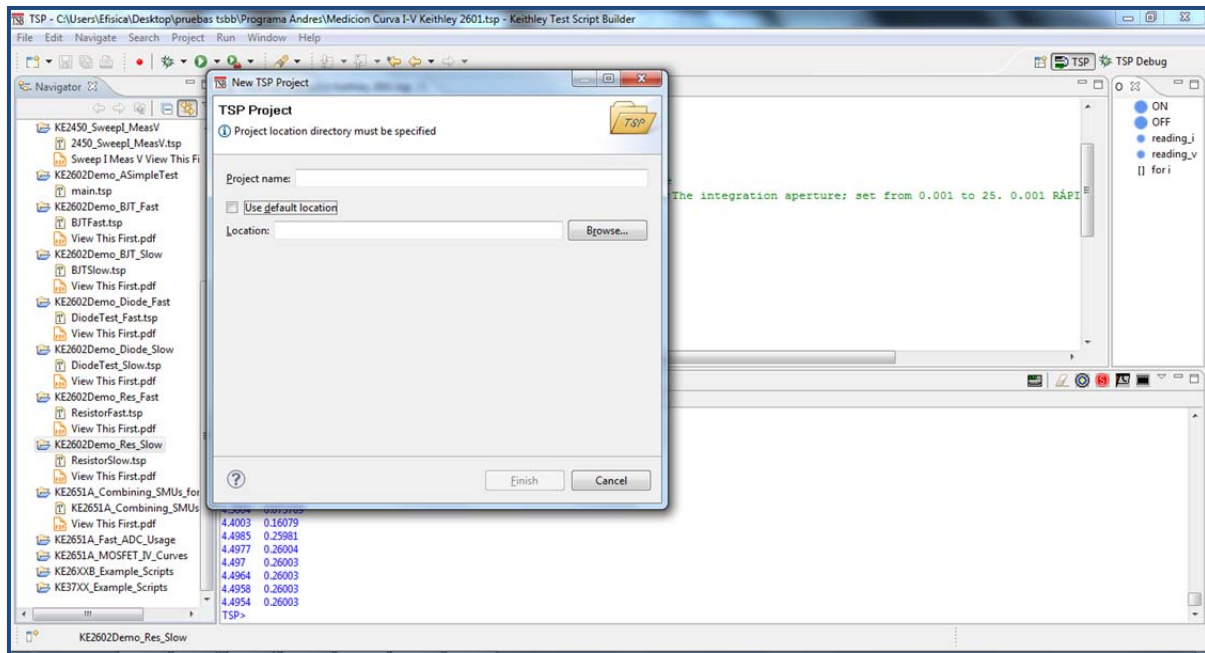 TSP - C:\Users\Efisica\Desktop\pruebas tsbb\Programa Andres\Medicion Curva I-V Keithley 2601.tsp - Keithley Test Script Builder
File Edit Navigate Search Project Run Window Help
TSP TSP Debug
Navigator
KE2450_SweepI_MeasV
2450_SweepI_MeasV.tsp
Sweep I Meas V View This Fi
KE2602Demo_ASimpleTest
main.tsp
KE2602Demo_BJT_Fast
BJTFast.tsp
View This First.pdf
KE2602Demo_BJT_Slow
BJTSlow.tsp
View This First.pdf
KE2602Demo_Diode_Fast
DiodeTest_Fast.tsp
View This First.pdf
KE2602Demo_Diode_Slow
DiodeTest_Slow.tsp
View This First.pdf
KE2602Demo_Res_Fast
ResistorFast.tsp
View This First.pdf
KE2602Demo_Res_Slow
ResistorSlow.tsp
View This First.pdf
KE2651A_Combining_SMUs_for
KE2651A_Combining_SMUs
View This First.pdf
KE2651A_Fast_ADC_Usage
KE2651A_MOSFET_IV_Curves
KE26XXB_Example_Scripts
KE37XX_Example_Scripts
New TSP Project
TSP Project
Project location directory must be specified
TSP
Project name:
Use default location
Location:
Browse...
Finish Cancel
The integration aperture; set from 0.001 to 25. 0.001 RÁPI
O
ON
OFF
reading_i
reading_v
[] for i
4.4003 0.16079
4.4985 0.25981
4.4977 0.26004
4.497 0.26003
4.4964 0.26003
4.4958 0.26003
4.4954 0.26003
TSP>
KE2602Demo_Res_Slow